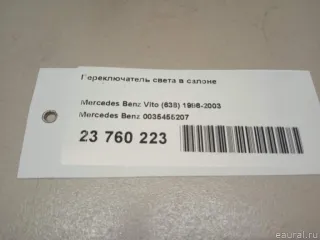 Переключатель света в салоне
Mercedes Benz Vito (638) 1996-2003
Mercedes Benz 0035455207
23 760 223
eaural.ru